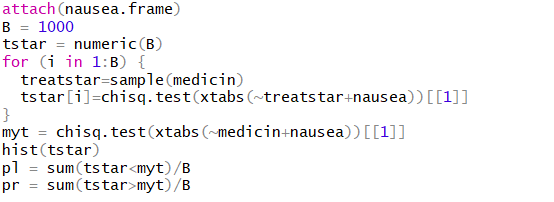 attach(nausea.frame)
B = 1000
tstar = numeric(B)
for (i in 1:B) {
  treatstar=sample(medicin)
  tstar[i]=chisq.test(xtabs(~treatstar+nausea))[[1]]
}
myt = chisq.test(xtabs(~medicin+nausea))[[1]]
hist(tstar)
pl = sum(tstar<myt)/B
pr = sum(tstar>myt)/B